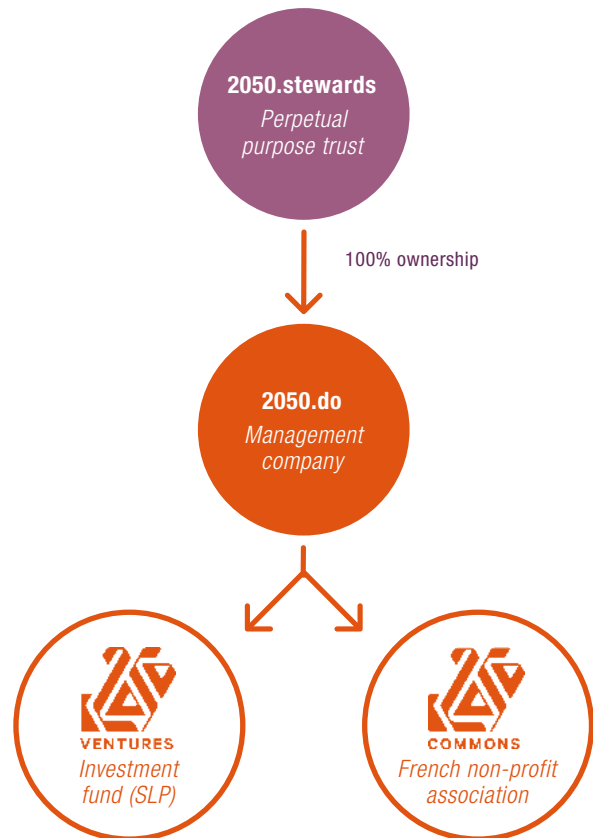 2050.stewards
Perpetual
purpose trust
100% ownership
2050.do
Management
company
VENTURES
Investment
fund (SLP)
COMMONS
French non-profit
association